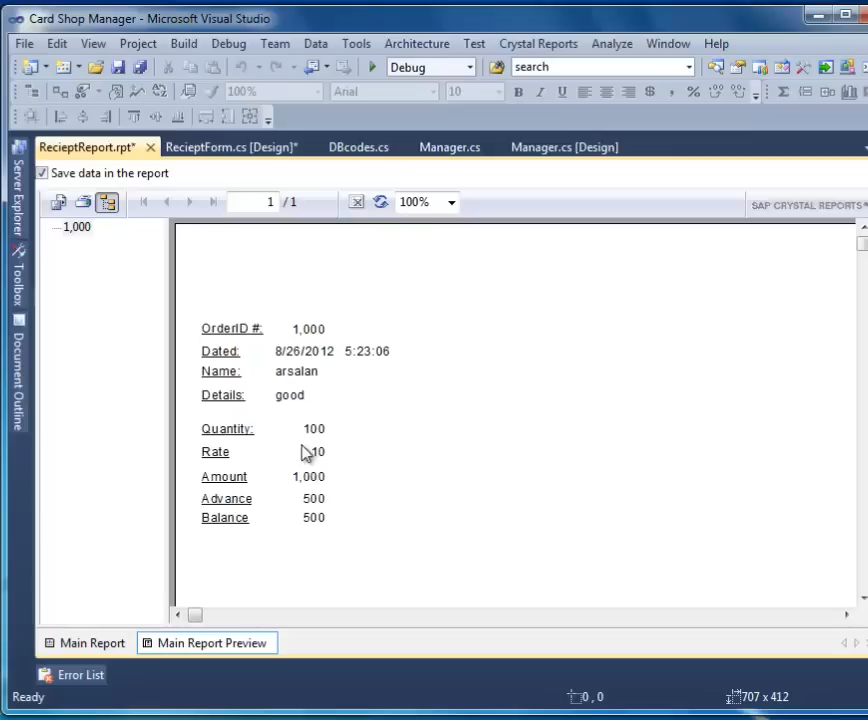 Card Shop Manager - Microsoft Visual Studio
File Edit View Project Build Debug Team Data Tools Architecture Test Crystal Reports Analyze Window Help
Debug search
100% Arial 10 B I U $ , %
RecieptReport.rpt* RecieptForm.cs [Design]* DBcodes.cs Manager.cs Manager.cs [Design]
Save data in the report
1 /1 100% SAP CRYSTAL REPORTS
Server Explorer
Toolbox
Document Outline
1,000
OrderID #: 1,000
Dated: 8/26/2012 5:23:06
Name: arsalan
Details: good
Quantity: 100
Rate 10
Amount 1,000
Advance 500
Balance 500
Main Report Main Report Preview
Error List
Ready 0 , 0 707 x 412